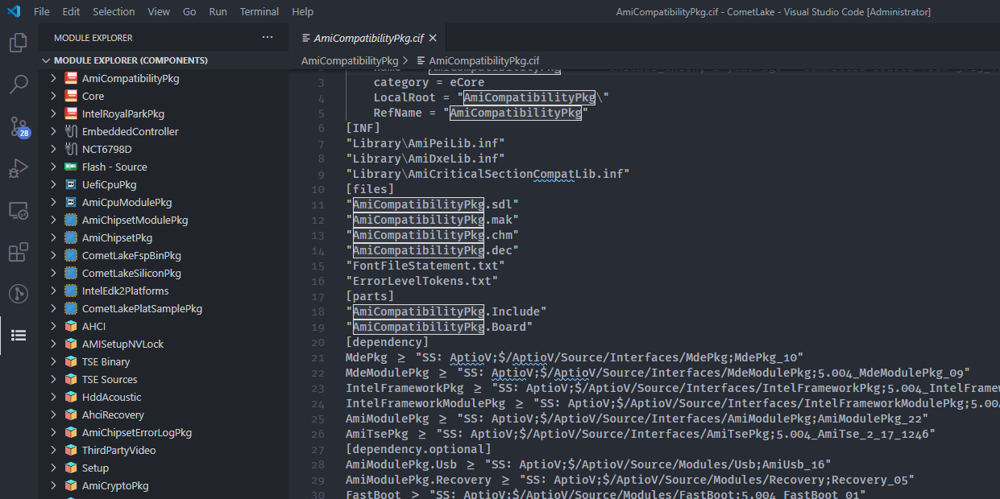 File Edit Selection View Go Run Terminal Help
AmiCompatibilityPkg.cif - CometLake - Visual Studio Code [Administrator]
MODULE EXPLORER ···
MODULE EXPLORER (COMPONENTS)
AmiCompatibilityPkg
Core
IntelRoyalParkPkg
EmbeddedController
28
NCT6798D
Flash - Source
UefiCpuPkg
AmiCpuModulePkg
AmiChipsetModulePkg
AmiChipsetPkg
CometLakeFspBinPkg
CometLakeSiliconPkg
IntelEdk2Platforms
CometLakePlatSamplePkg
AHCI
AMISetupNVLock
TSE Binary
TSE Sources
HddAcoustic
AhciRecovery
AmiChipsetErrorLogPkg
ThirdPartyVideo
Setup
AmiCryptoPkg
AmiCompatibilityPkg.cif
AmiCompatibilityPkg > AmiCompatibilityPkg.cif
3 category = eCore
4 LocalRoot = "AmiCompatibilityPkg\"
5 RefName = "AmiCompatibilityPkg"
6 [INF]
7 "Library\AmiPeiLib.inf"
8 "Library\AmiDxeLib.inf"
9 "Library\AmiCriticalSectionCompatLib.inf"
10 [files]
11 "AmiCompatibilityPkg.sdl"
12 "AmiCompatibilityPkg.mak"
13 "AmiCompatibilityPkg.chm"
14 "AmiCompatibilityPkg.dec"
15 "FontFileStatement.txt"
16 "ErrorLevelTokens.txt"
17 [parts]
18 "AmiCompatibilityPkg.Include"
19 "AmiCompatibilityPkg.Board"
20 [dependency]
21 MdePkg ≥ "SS: AptioV;$/AptioV/Source/Interfaces/MdePkg;MdePkg_10"
22 MdeModulePkg ≥ "SS: AptioV;$/AptioV/Source/Interfaces/MdeModulePkg;5.004_MdeModulePkg_09"
23 IntelFrameworkPkg ≥ "SS: AptioV;$/AptioV/Source/Interfaces/IntelFrameworkPkg;5.004_IntelFramew
24 IntelFrameworkModulePkg ≥ "SS: AptioV;$/AptioV/Source/Interfaces/IntelFrameworkModulePkg;5.00
25 AmiModulePkg ≥ "SS: AptioV;$/AptioV/Source/Interfaces/AmiModulePkg;AmiModulePkg_22"
26 AmiTsePkg ≥ "SS: AptioV;$/AptioV/Source/Interfaces/AmiTsePkg;5.004_AmiTse_2_17_1246"
27 [dependency.optional]
28 AmiModulePkg.Usb ≥ "SS: AptioV;$/AptioV/Source/Modules/Usb;AmiUsb_16"
29 AmiModulePkg.Recovery ≥ "SS: AptioV;$/AptioV/Source/Modules/Recovery;Recovery_05"
30 FastBoot ≥ "SS: AptioV;$/AptioV/Source/Modules/FastBoot;5.004_FastBoot_01"